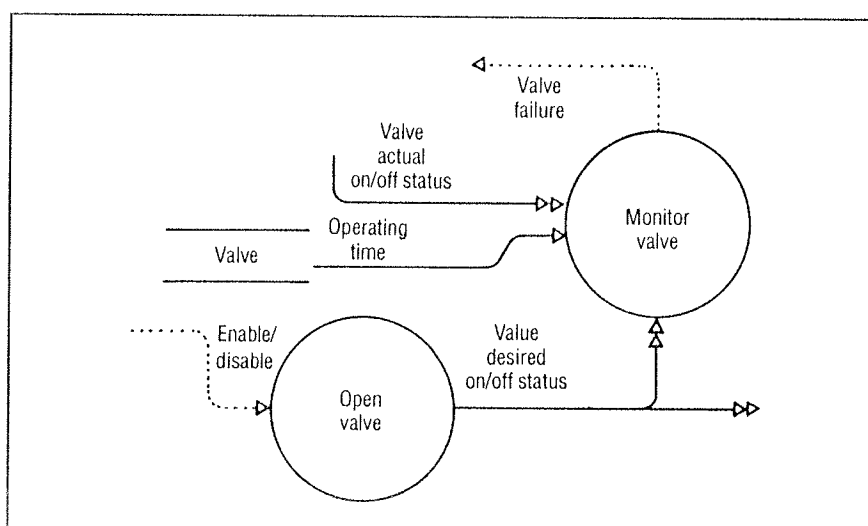 Valve
failure
Valve
actual
on/off status
Monitor
valve
Operating
time
Valve
Enable/
disable
Value
desired
on/off status
Open
valve